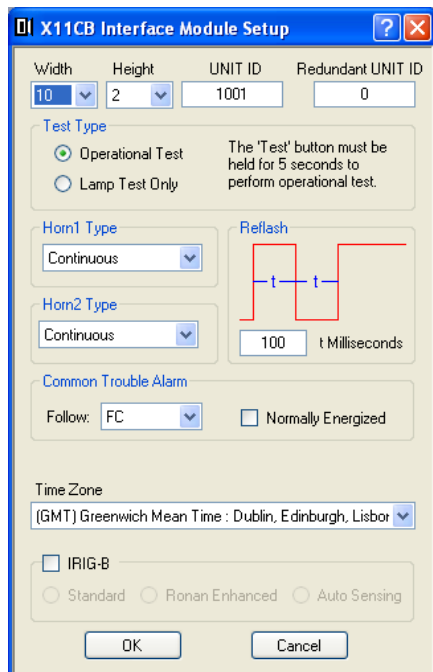 X11CB Interface Module Setup
Width Height UNIT ID Redundant UNIT ID
10 2 1001 0
Test Type
Operational Test
Lamp Test Only
The 'Test' button must be
held for 5 seconds to
perform operational test.
Horn1 Type
Continuous
Horn2 Type
Continuous
Reflash
t t
100 t Milliseconds
Common Trouble Alarm
Follow: FC Normally Energized
Time Zone
(GMT) Greenwich Mean Time : Dublin, Edinburgh, Lisbor
IRIG-B
Standard Ronan Enhanced Auto Sensing
OK Cancel